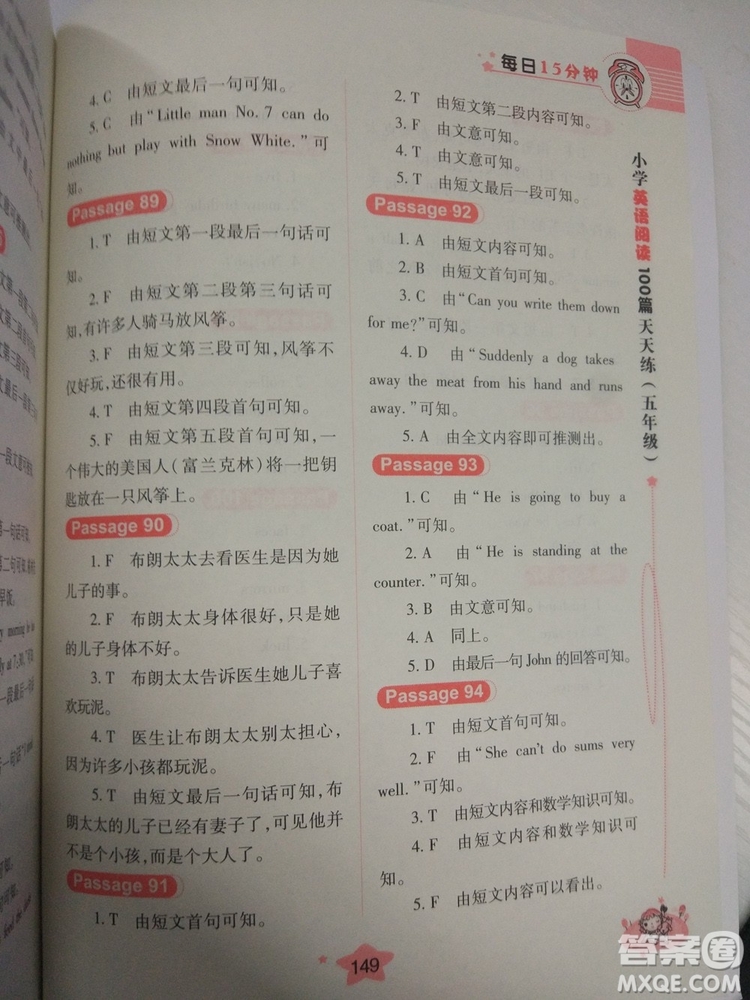 每日15分钟
4. C 由短文最后一句可知。
5. C 由“Little man No. 7 can do
nothing but play with Snow White.”可
知。
Passage 89
1. T 由短文第一段最后一句话可
知。
2. F 由短文第二段第三句话可
知,有许多人骑马放风筝。
3. F 由短文第三段可知,风筝不
仅好玩,还很有用。
4. T 由短文第四段首句可知。
5. F 由短文第五段首句可知,一
个伟大的美国人(富兰克林)将一把钥
匙放在一只风筝上。
Passage 90
1. F 布朗太太去看医生是因为她
儿子的事。
2. F 布朗太太身体很好,只是她
的儿子身体不好。
3. T 布朗太太告诉医生她儿子喜
欢玩泥。
4. T 医生让布朗太太别太担心,
因为许多小孩都玩泥。
5. T 由短文最后一句话可知,布
朗太太的儿子已经有妻子了,可见他并
不是个小孩,而是个大人了。
Passage 91
1. T 由短文首句可知。
2. T 由短文第二段内容可知。
3. F 由文意可知。
4. T 由文意可知。
5. T 由短文最后一段可知。
Passage 92
1. A 由短文内容可知。
2. B 由短文首句可知。
3. C 由“Can you write them down
for me?”可知。
4. D 由“Suddenly a dog takes
away the meat from his hand and runs
away.”可知。
5. A 由全文内容即可推测出。
Passage 93
1. C 由“He is going to buy a
coat.”可知。
2. A 由“He is standing at the
counter.”可知。
3. B 由文意可知。
4. A 同上。
5. D 由最后一句John的回答可知。
Passage 94
1. T 由短文首句可知。
2. F 由“She can't do sums very
well.”可知。
3. T 由短文内容和数学知识可知。
4. F 由短文内容和数学知识可
知。
5. F 由短文内容可以看出。
小学英语阅读100篇天天练(五年级)
149
答案圈
MXQE.COM